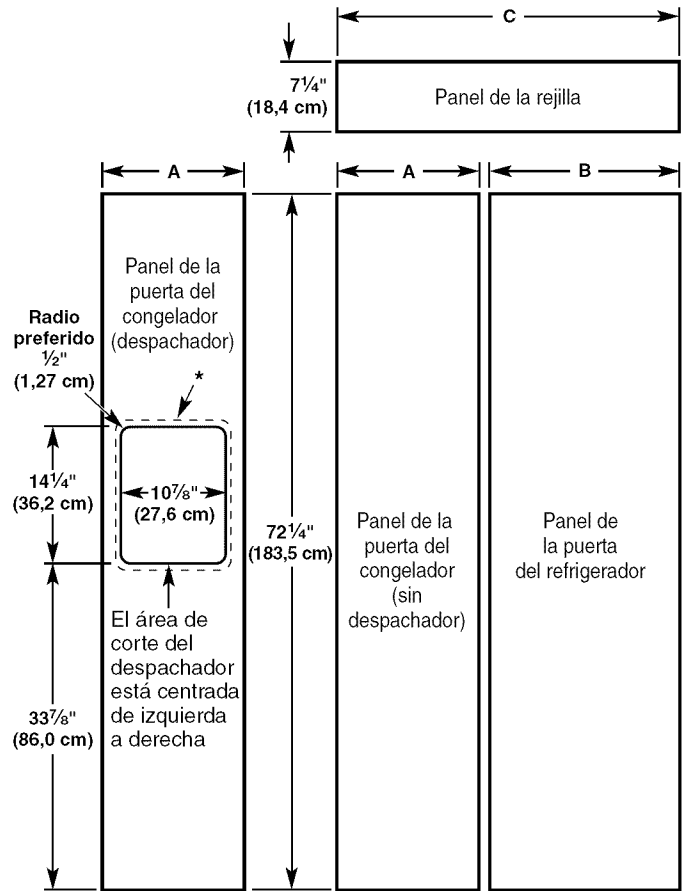 C
7¼"
(18,4 cm)
Panel de la rejilla
A
A
B
Panel de la
puerta del
congelador
(despachador)
Radio
preferido
½"
(1,27 cm)
*
14¼"
(36,2 cm)
10⅞"
(27,6 cm)
72¼"
(183,5 cm)
Panel de la
puerta del
congelador
(sin
despachador)
Panel de
la puerta
del refrigerador
El área de
corte del
despachador
está centrada
de izquierda
a derecha
33⅞"
(86,0 cm)